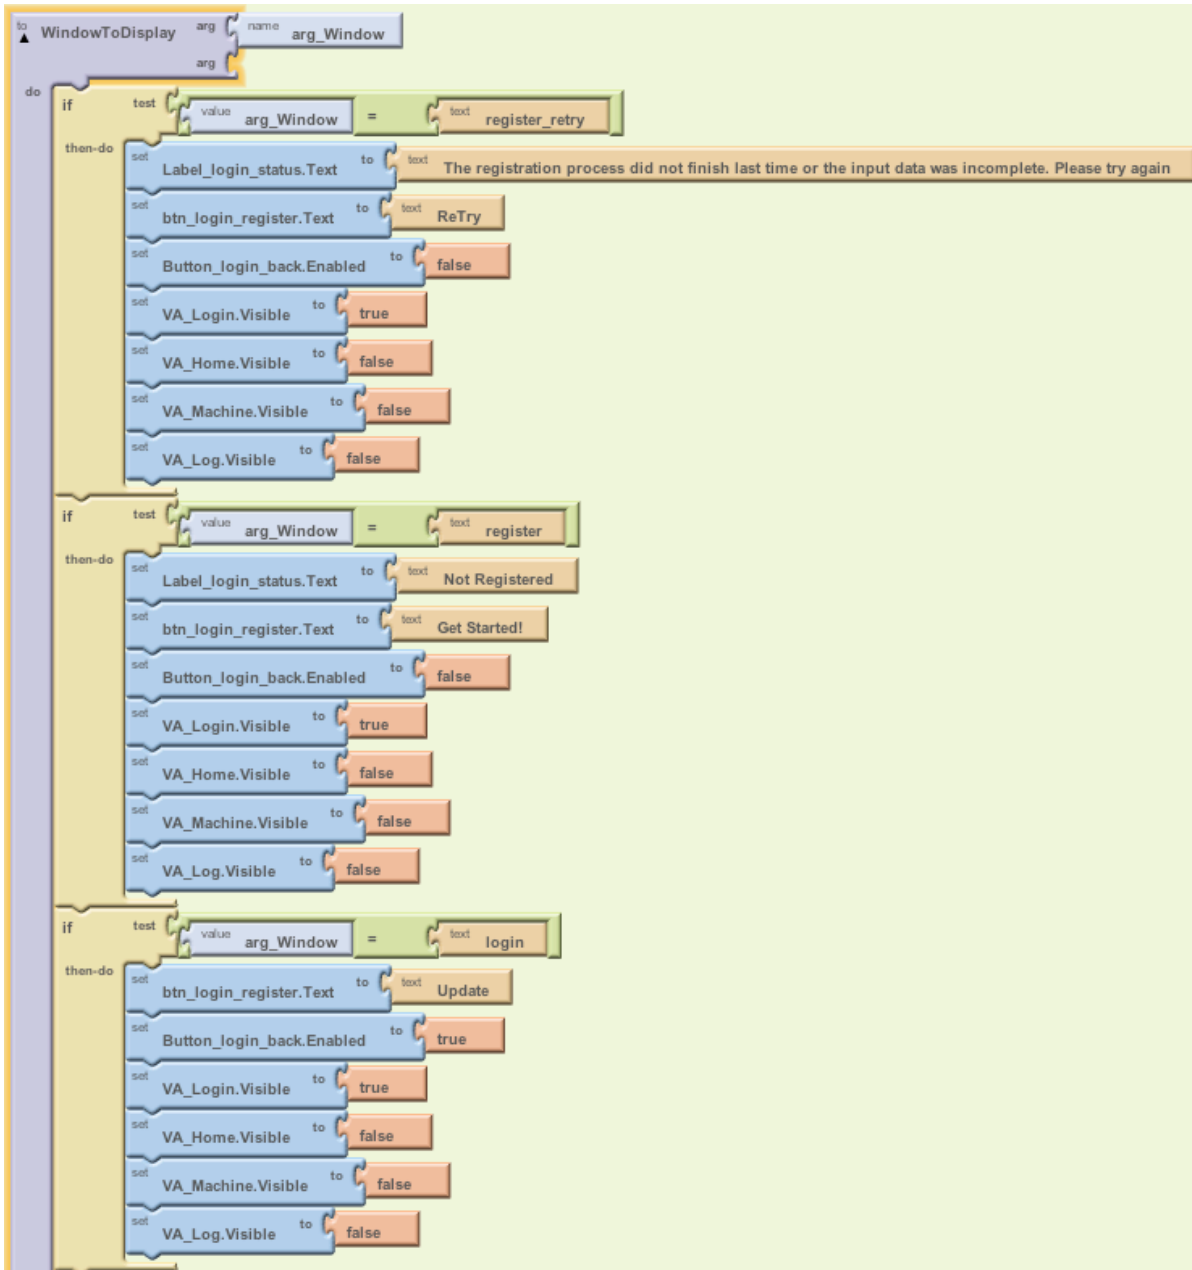 to WindowToDisplay arg name arg_Window
arg
do
if test value arg_Window = text register_retry
then-do set Label_login_status.Text to text The registration process did not finish last time or the input data was incomplete. Please try again
set btn_login_register.Text to text ReTry
set Button_login_back.Enabled to false
set VA_Login.Visible to true
set VA_Home.Visible to false
set VA_Machine.Visible to false
set VA_Log.Visible to false
if test value arg_Window = text register
then-do set Label_login_status.Text to text Not Registered
set btn_login_register.Text to text Get Started!
set Button_login_back.Enabled to false
set VA_Login.Visible to true
set VA_Home.Visible to false
set VA_Machine.Visible to false
set VA_Log.Visible to false
if test value arg_Window = text login
then-do set btn_login_register.Text to text Update
set Button_login_back.Enabled to true
set VA_Login.Visible to true
set VA_Home.Visible to false
set VA_Machine.Visible to false
set VA_Log.Visible to false